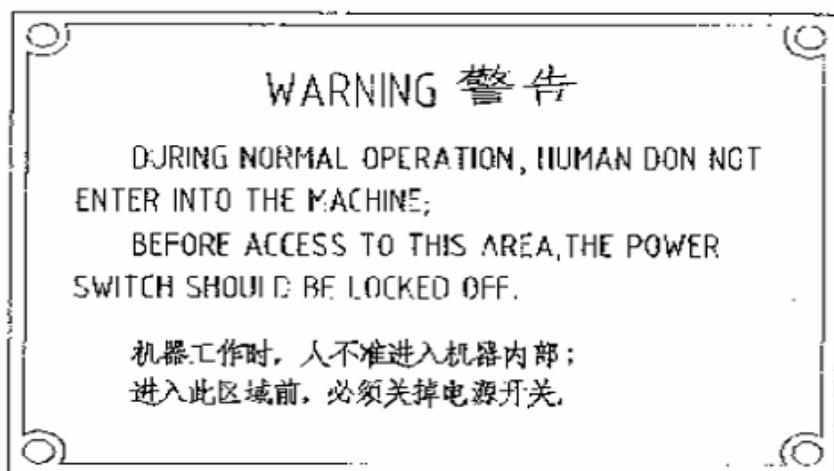 WARNING 警告
DURING NORMAL OPERATION, HUMAN DON NOT
ENTER INTO THE MACHINE;
BEFORE ACCESS TO THIS AREA,THE POWER
SWITCH SHOULD BE LOCKED OFF.
机器工作时，人不准进入机器内部；
进入此区域前，必须关掉电源开关.